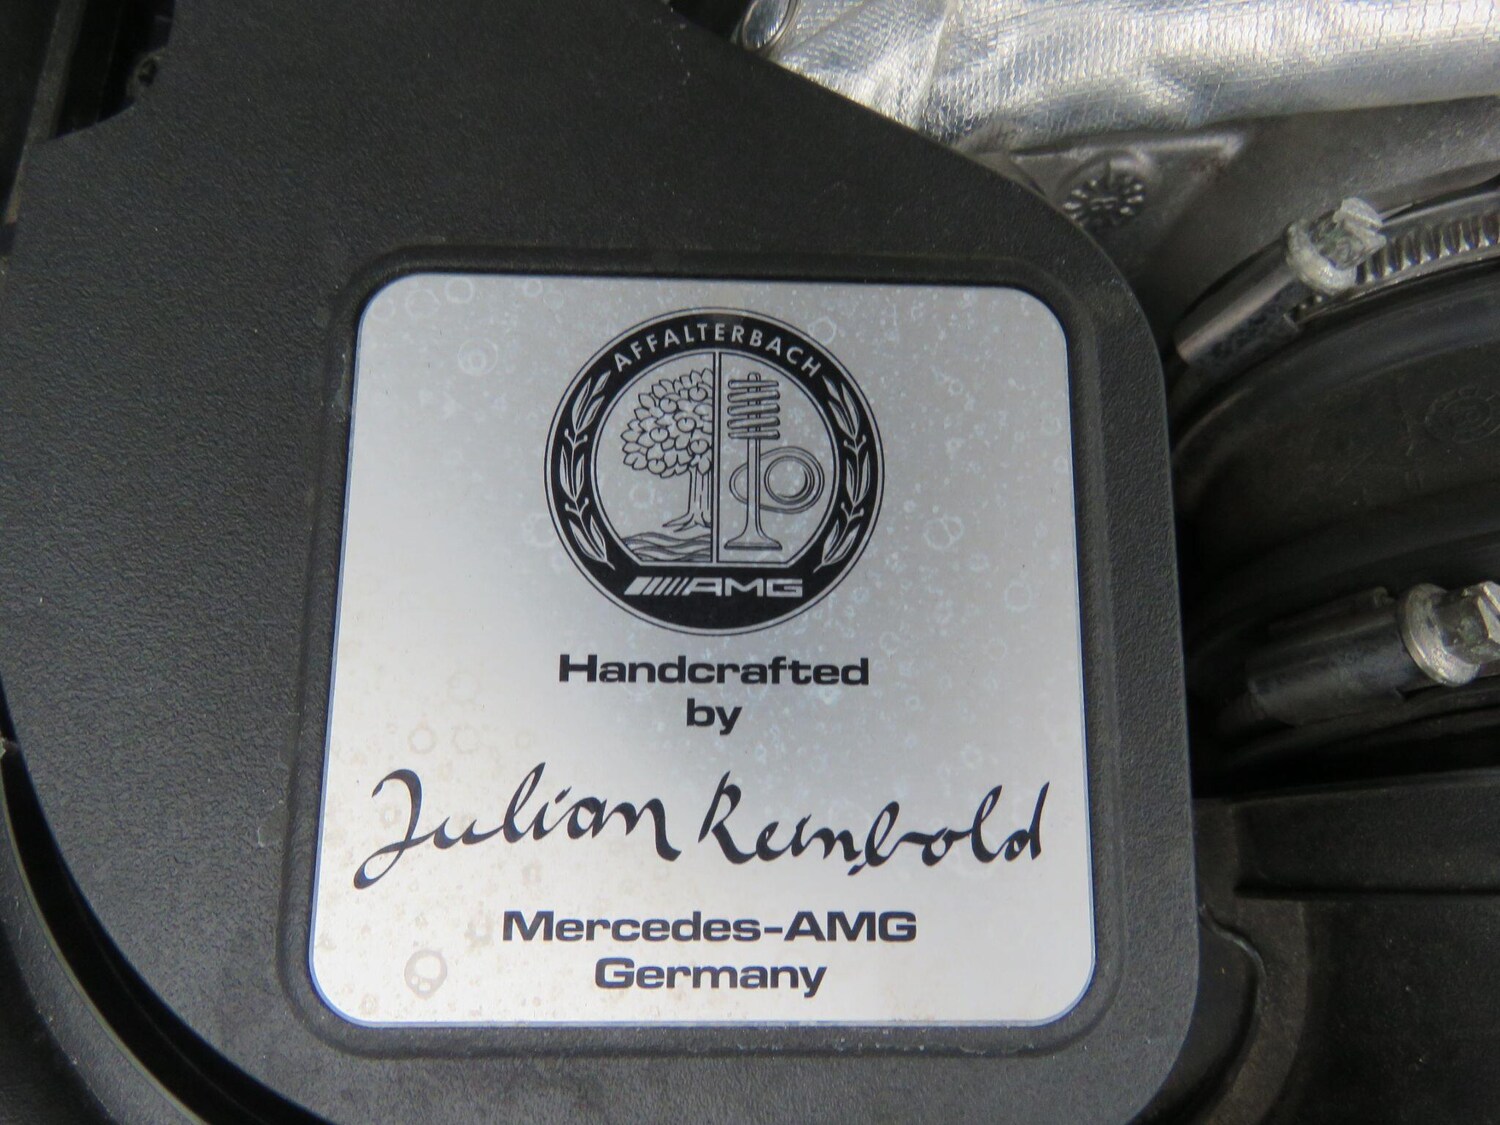 AFFALTERBACH
AMG
Handcrafted
by
Julian Reinbold
Mercedes-AMG
Germany